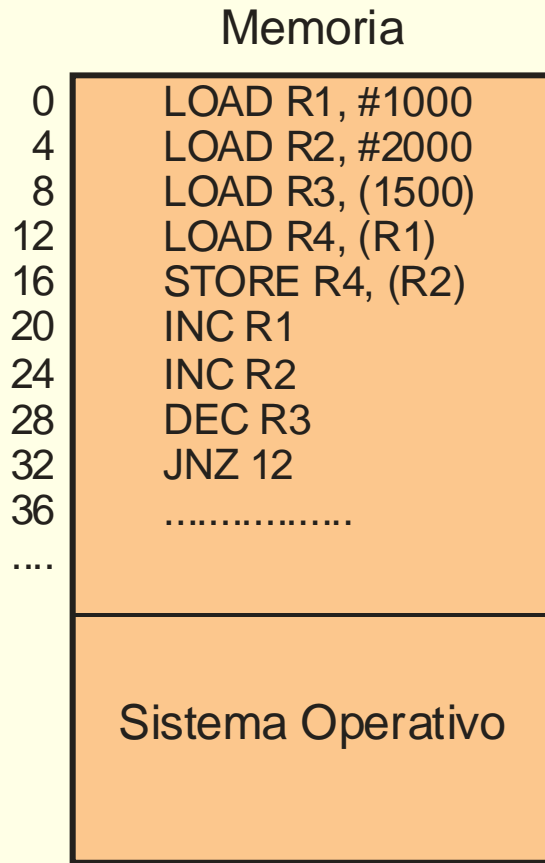 Memoria
0 LOAD R1, #1000
4 LOAD R2, #2000
8 LOAD R3, (1500)
12 LOAD R4, (R1)
16 STORE R4, (R2)
20 INC R1
24 INC R2
28 DEC R3
32 JNZ 12
36 ..................
....
Sistema Operativo